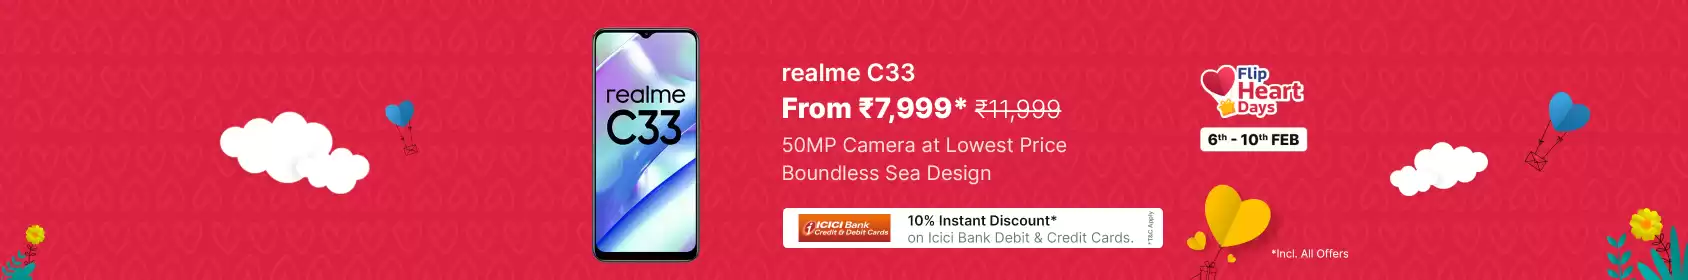 realme
C33
realme C33
From ₹7,999* ₹11,999
50MP Camera at Lowest Price
Boundless Sea Design
ICICI Bank
Credit & Debit Cards
10% Instant Discount*
on Icici Bank Debit & Credit Cards.
*T&C Apply
Flip
Heart
Days
6th - 10th FEB
*Incl. All Offers